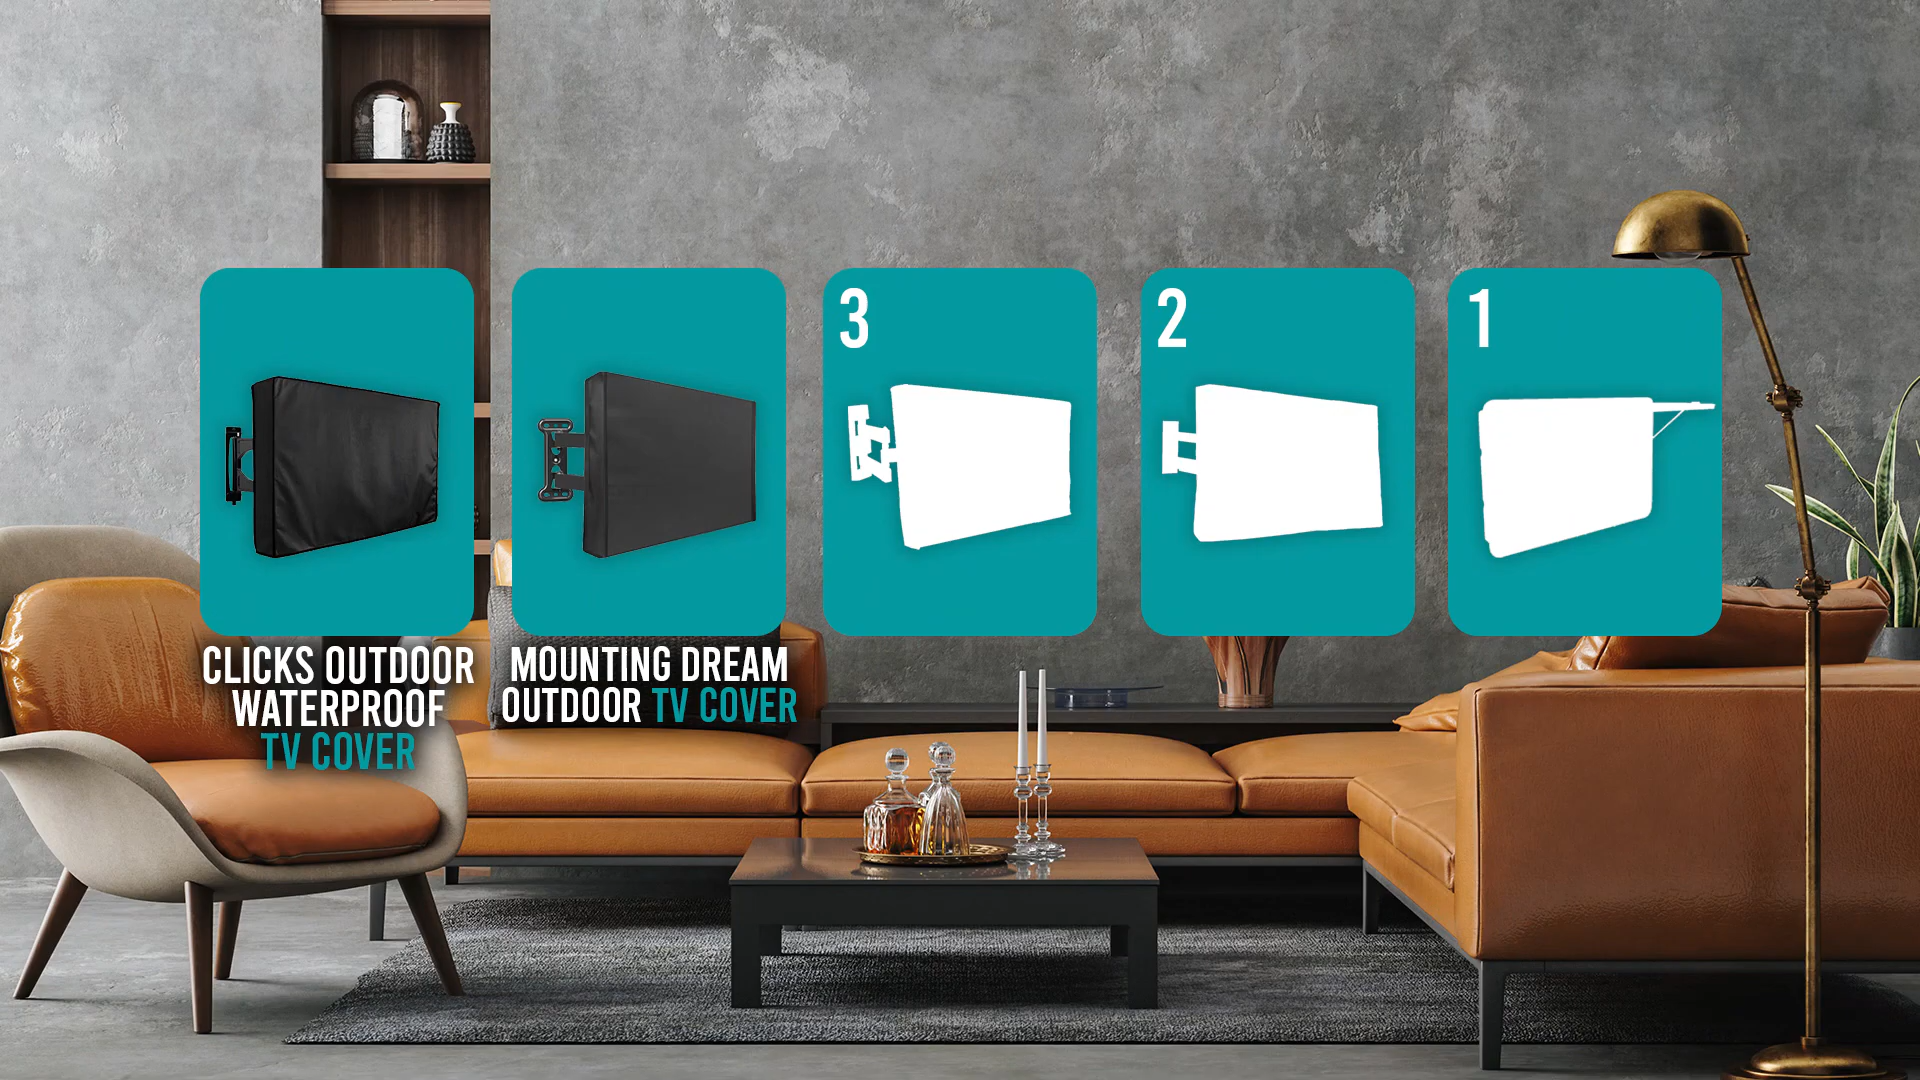 3
2
1
CLICKS OUTDOOR
WATERPROOF
TV COVER
MOUNTING DREAM
OUTDOOR TV COVER